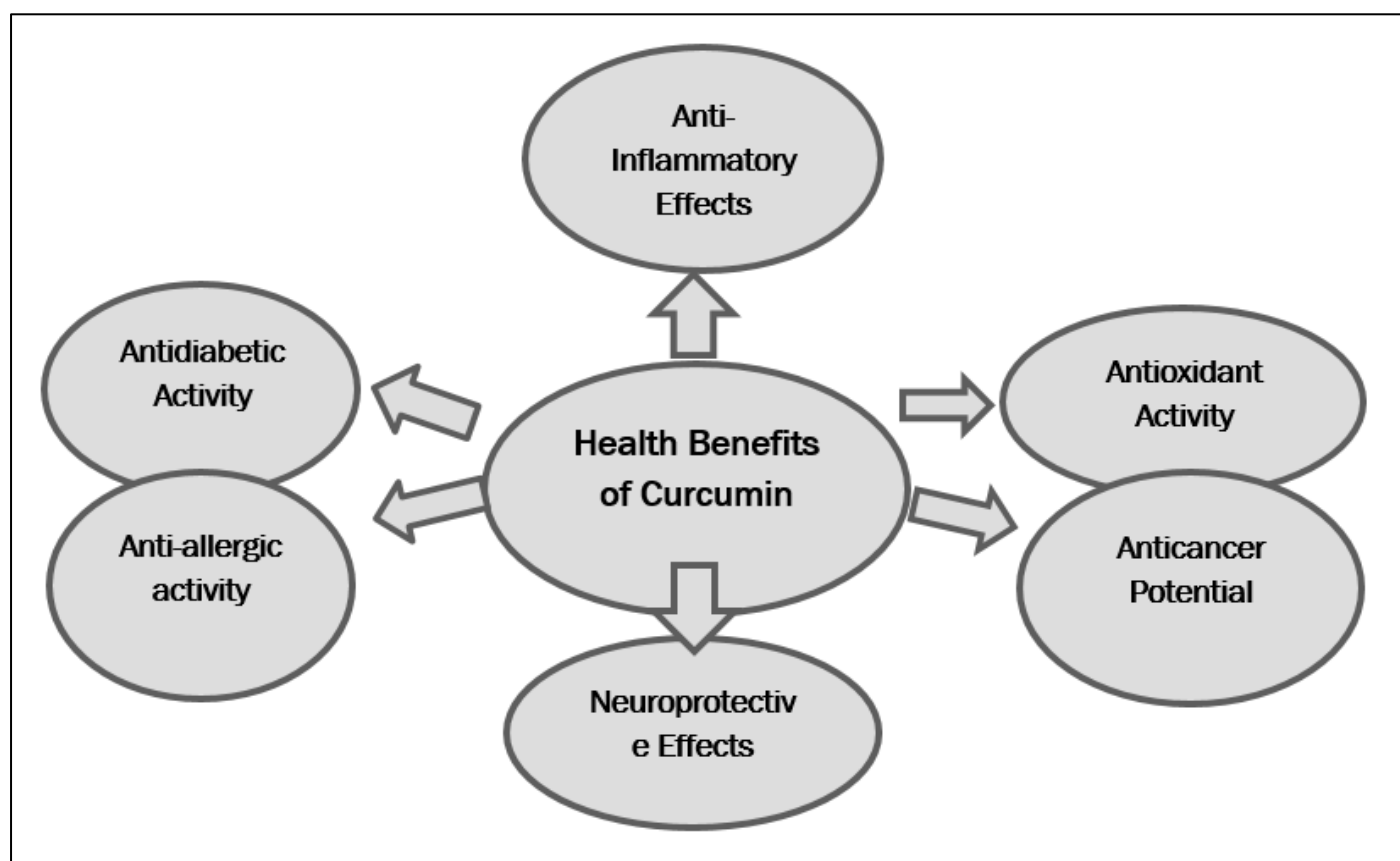 Anti-
Inflammatory
Effects
Antidiabetic
Activity
Antioxidant
Activity
Health Benefits
of Curcumin
Anti-allergic
activity
Anticancer
Potential
Neuroprotectiv
e Effects